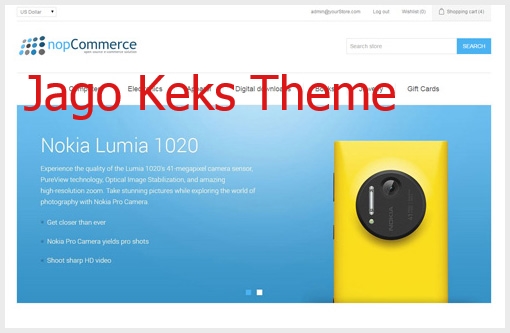 US Dollar
admin@yourStore.com Log out Wishlist (0) Shopping cart (4)
nopCommerce
open source e-commerce solution
Search store
SEARCH
Computers Electronics Apparel Digital downloads Books Jewelry Gift Cards
Jago Keks Theme
Nokia Lumia 1020
Experience the quality of the Lumia 1020's 41-megapixel camera sensor,
PureView technology, Optical Image Stabilization, and amazing
high-resolution zoom. Take stunning pictures while exploring the world of
photography with Nokia Pro Camera.
Get closer than ever
Nokia Pro Camera yields pro shots
Shoot sharp HD video
NOKIA